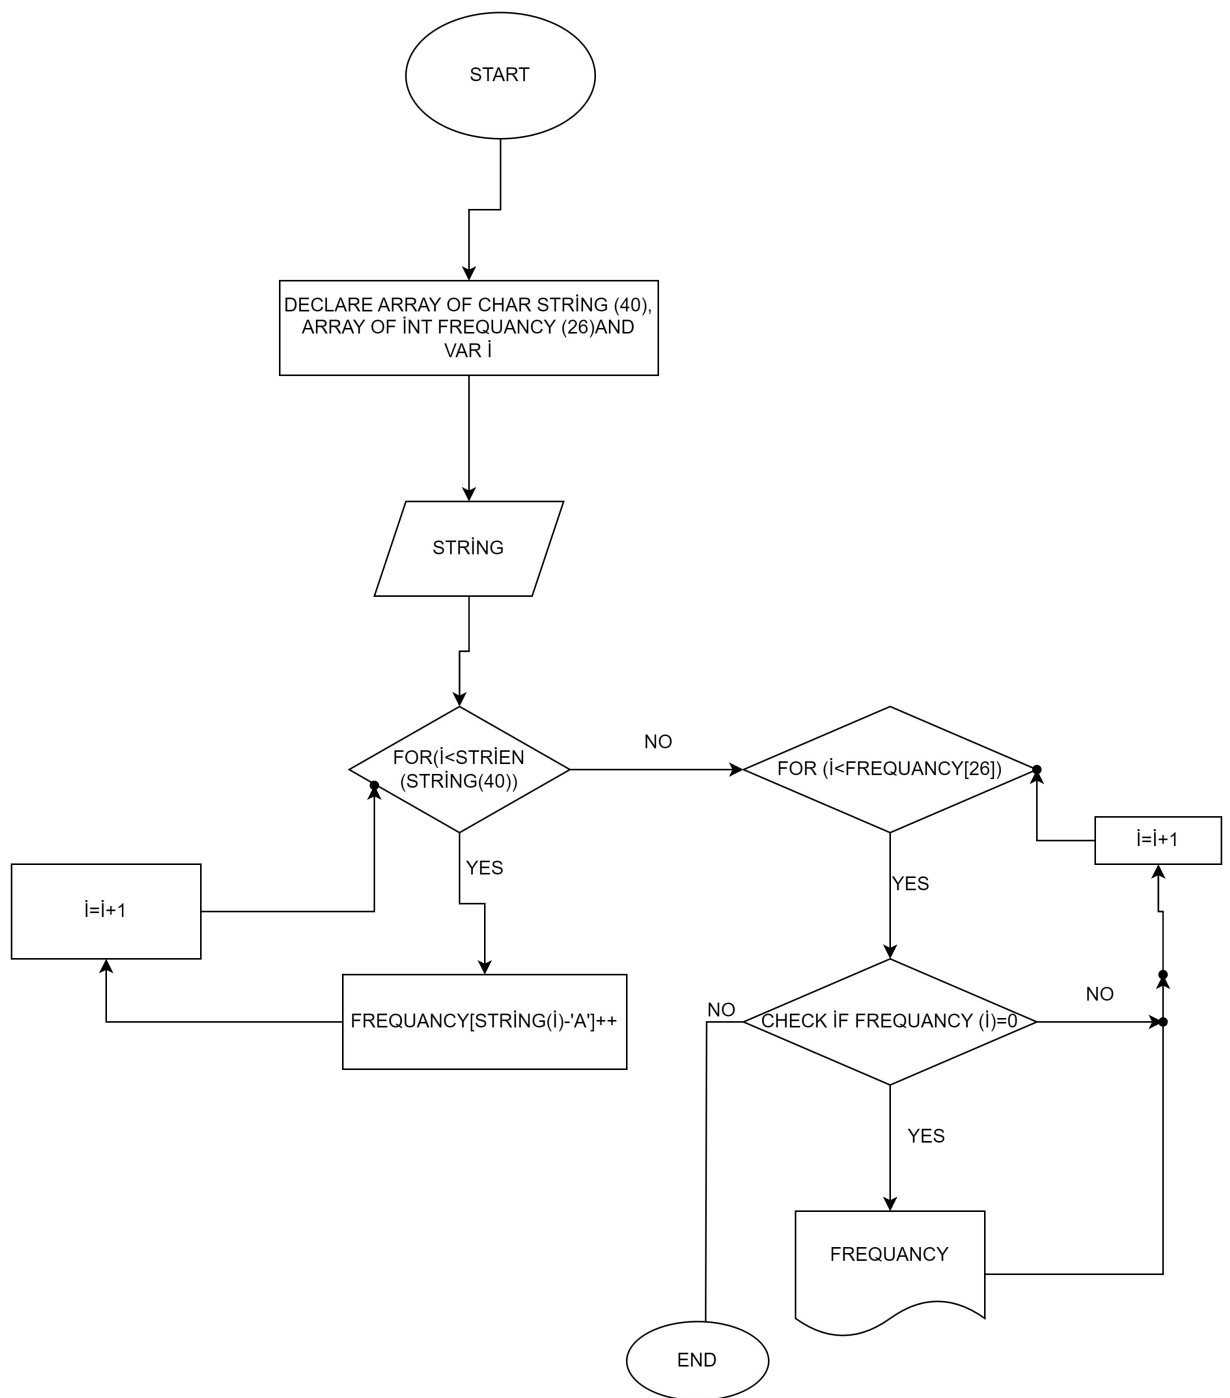 START
DECLARE ARRAY OF CHAR STRİNG (40),
ARRAY OF İNT FREQUANCY (26)AND
VAR İ
STRİNG
FOR(İ<STRİEN
(STRİNG(40))
NO
FOR (İ<FREQUANCY[26])
İ=İ+1
YES
YES
İ=İ+1
FREQUANCY[STRİNG(İ)-'A']++
NO
CHECK İF FREQUANCY (İ)=0
NO
YES
FREQUANCY
END